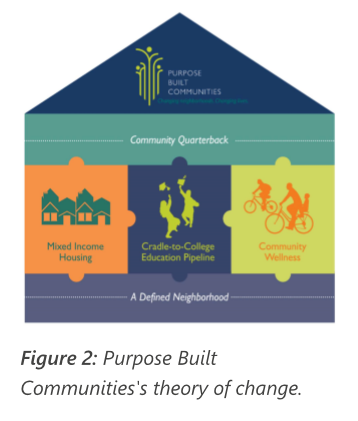 PURPOSE
BUILT
COMMUNITIES
Community Quarterback
Mixed Income
Housing
Cradle-to-College
Education Pipeline
Community
Wellness
A Defined Neighborhood
Figure 2: Purpose Built
Communities's theory of change.